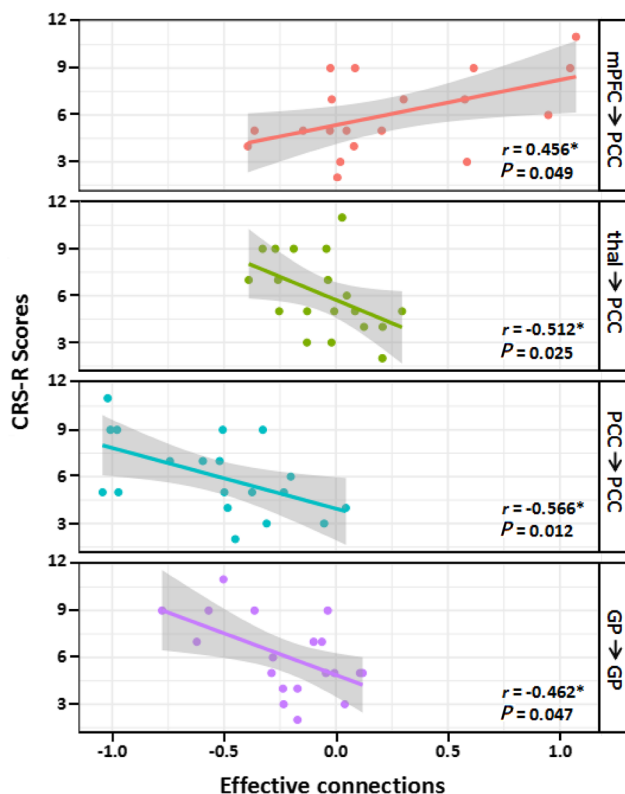 12
9
6
3
r = 0.456*
P = 0.049
mPFC → PCC
12
9
6
3
r = -0.512*
P = 0.025
thal → PCC
12
9
6
3
r = -0.566*
P = 0.012
PCC → PCC
12
9
6
3
r = -0.462*
P = 0.047
GP → GP
CRS-R Scores
-1.0 -0.5 0.0 0.5 1.0
Effective connections